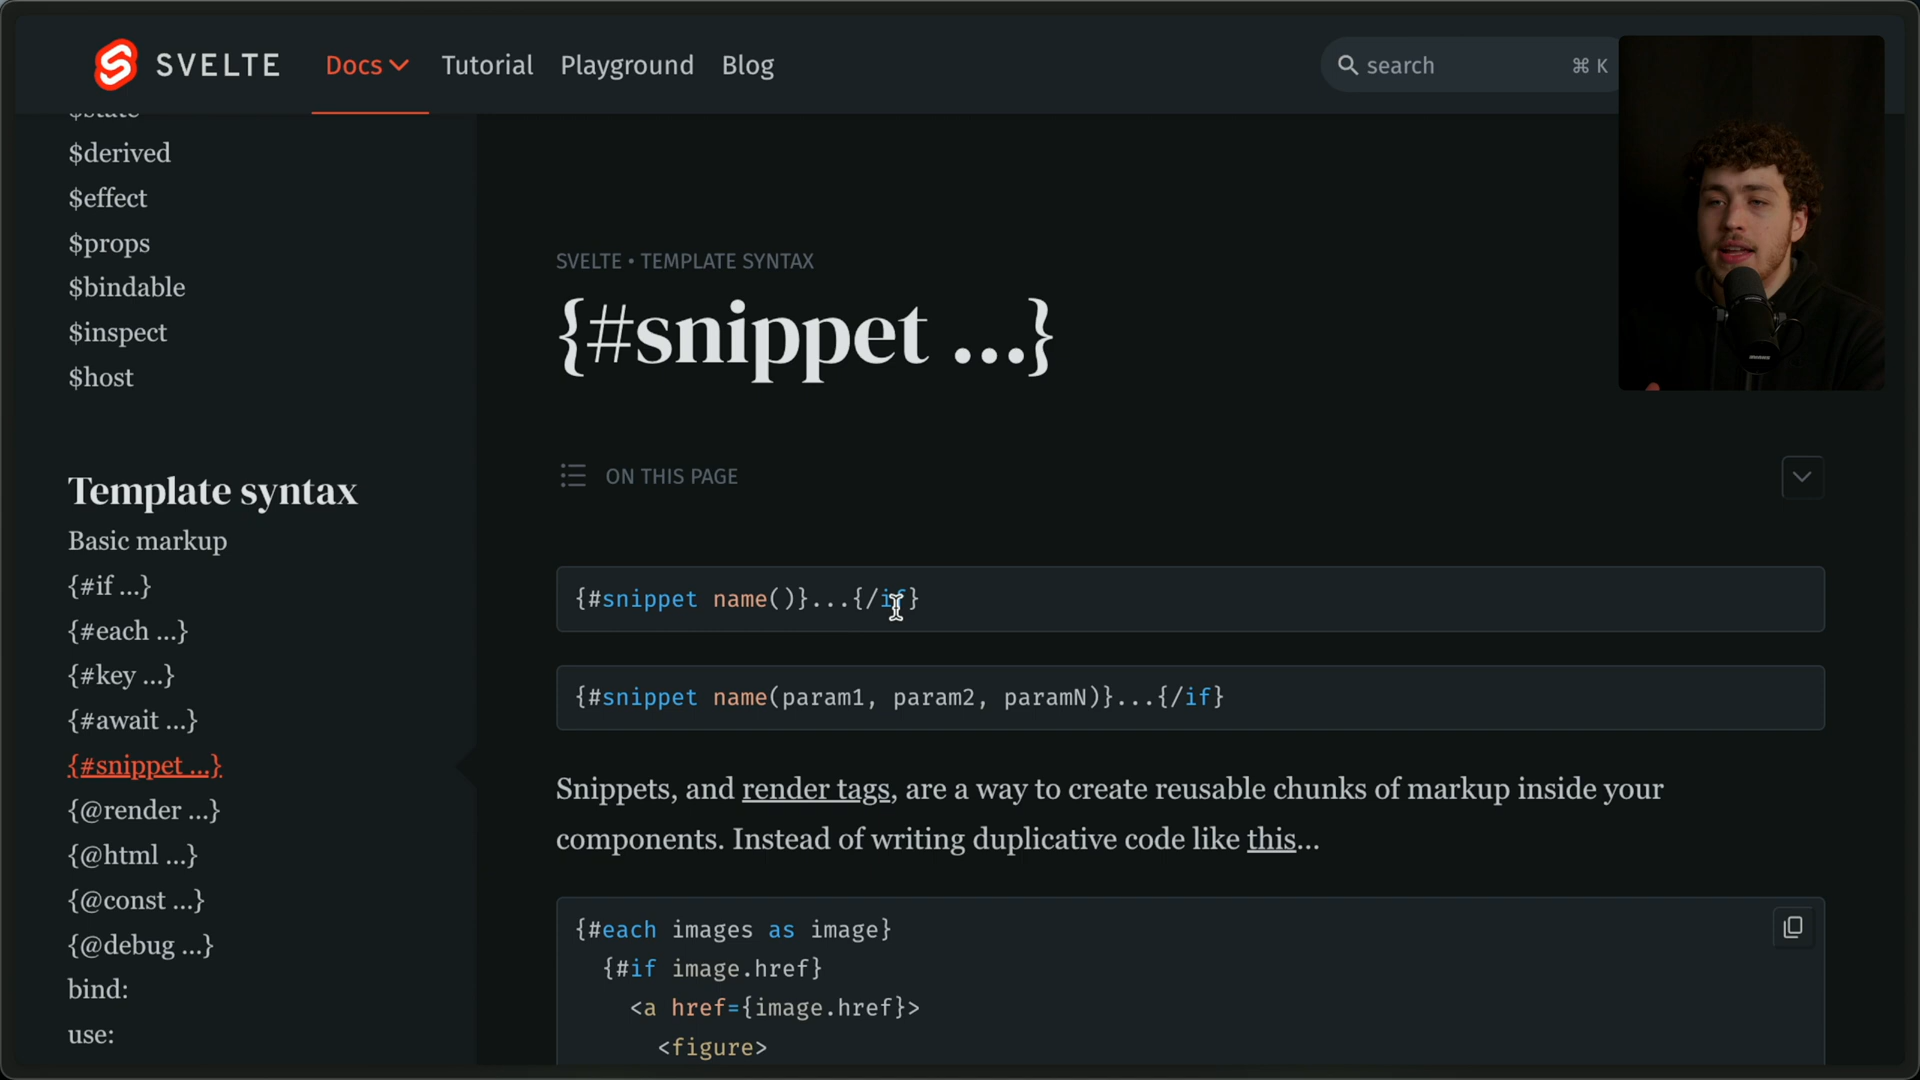 SVELTE
Docs
Tutorial
Playground
Blog
search
⌘ K
$derived
$effect
$props
$bindable
$inspect
$host
Template syntax
Basic markup
{#if ...}
{#each ...}
{#key ...}
{#await ...}
{#snippet ...}
{@render ...}
{@html ...}
{@const ...}
{@debug ...}
bind:
use:
SVELTE • TEMPLATE SYNTAX
{#snippet ...}
ON THIS PAGE
{#snippet name()}...{/if}
{#snippet name(param1, param2, paramN)}...{/if}
Snippets, and render tags, are a way to create reusable chunks of markup inside your
components. Instead of writing duplicative code like this...
{#each images as image}
{#if image.href}
<a href={image.href}>
<figure>